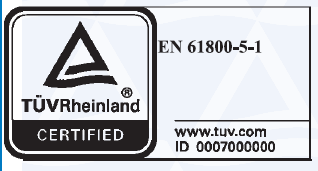 EN 61800-5-1
TÜVRheinland®
CERTIFIED
www.tuv.com
ID 0007000000